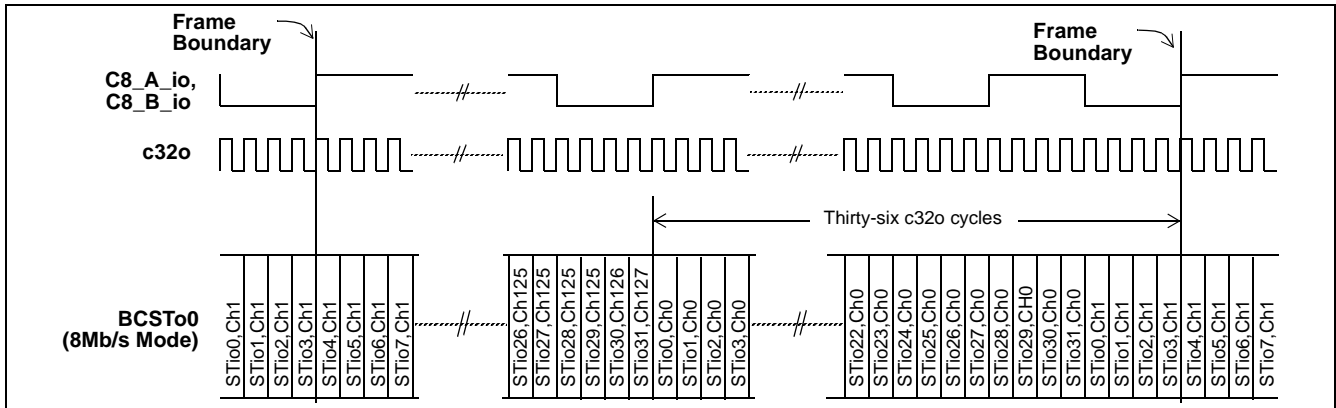 Frame
Boundary
Frame
Boundary
C8_A_io,
C8_B_io
c32o
Thirty-six c32o cycles
BCSTo0
(8Mb/s Mode)
STio0,Ch1
STio1,Ch1
STio2,Ch1
STio3,Ch1
STio4,Ch1
STio5,Ch1
STio6,Ch1
STio7,Ch1
STio26,Ch125
STio27,Ch125
STio28,Ch125
STio29,Ch125
STio30,Ch126
STio31,Ch127
STio0,Ch0
STio1,Ch0
STio2,Ch0
STio3,Ch0
STio22,Ch0
STio23,Ch0
STio24,Ch0
STio25,Ch0
STio26,Ch0
STio27,Ch0
STio28,Ch0
STio29,CH0
STio30,Ch0
STio31,Ch0
STio0,Ch1
STio1,Ch1
STio2,Ch1
STio3,Ch1
STio4,Ch1
STio5,Ch1
STio6,Ch1
STio7,Ch1